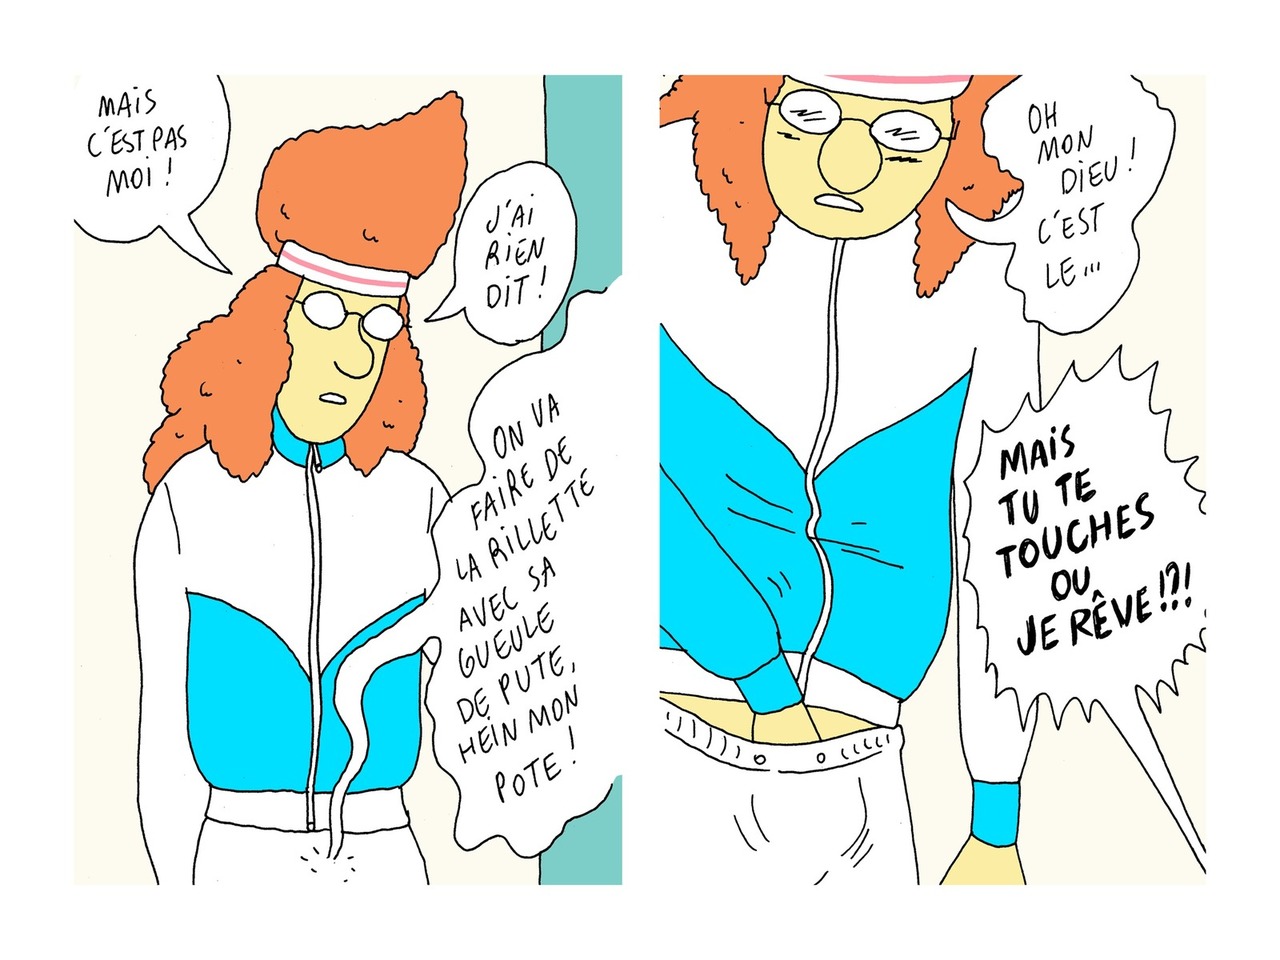 MAIS
C'EST PAS
MOI !
J'AI
RIEN
DIT !
ON VA
FAIRE DE
LA RILLETTE
AVEC SA
GUEULE
DE PUTE,
HEIN MON
POTE !
OH
MON
DIEU !
C'EST
LE...
MAIS
TU TE
TOUCHES
OU
JE RÊVE !?!